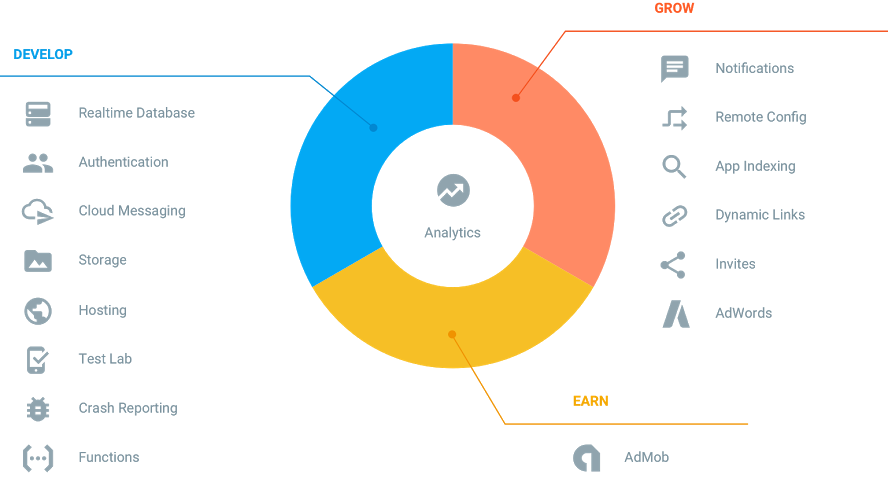 DEVELOP
Realtime Database
Authentication
Cloud Messaging
Storage
Hosting
Test Lab
Crash Reporting
Functions
Analytics
GROW
Notifications
Remote Config
App Indexing
Dynamic Links
Invites
AdWords
EARN
AdMob